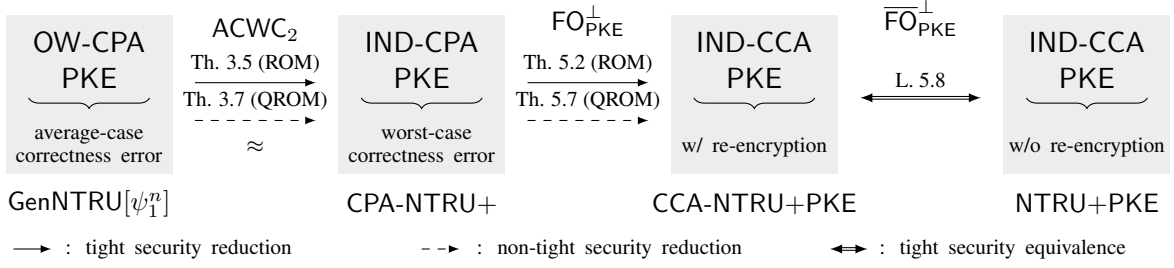 ACWC₂ FO⊥PKE F̅O̅⊥PKE
OW-CPA IND-CPA IND-CCA IND-CCA
PKE Th. 3.5 (ROM) PKE Th. 5.2 (ROM) PKE L. 5.8 PKE
Th. 3.7 (QROM) Th. 5.7 (QROM)
average-case worst-case w/ re-encryption w/o re-encryption
correctness error ≈ correctness error
GenNTRU[ψ₁ⁿ] CPA-NTRU+ CCA-NTRU+PKE NTRU+PKE
: tight security reduction : non-tight security reduction : tight security equivalence